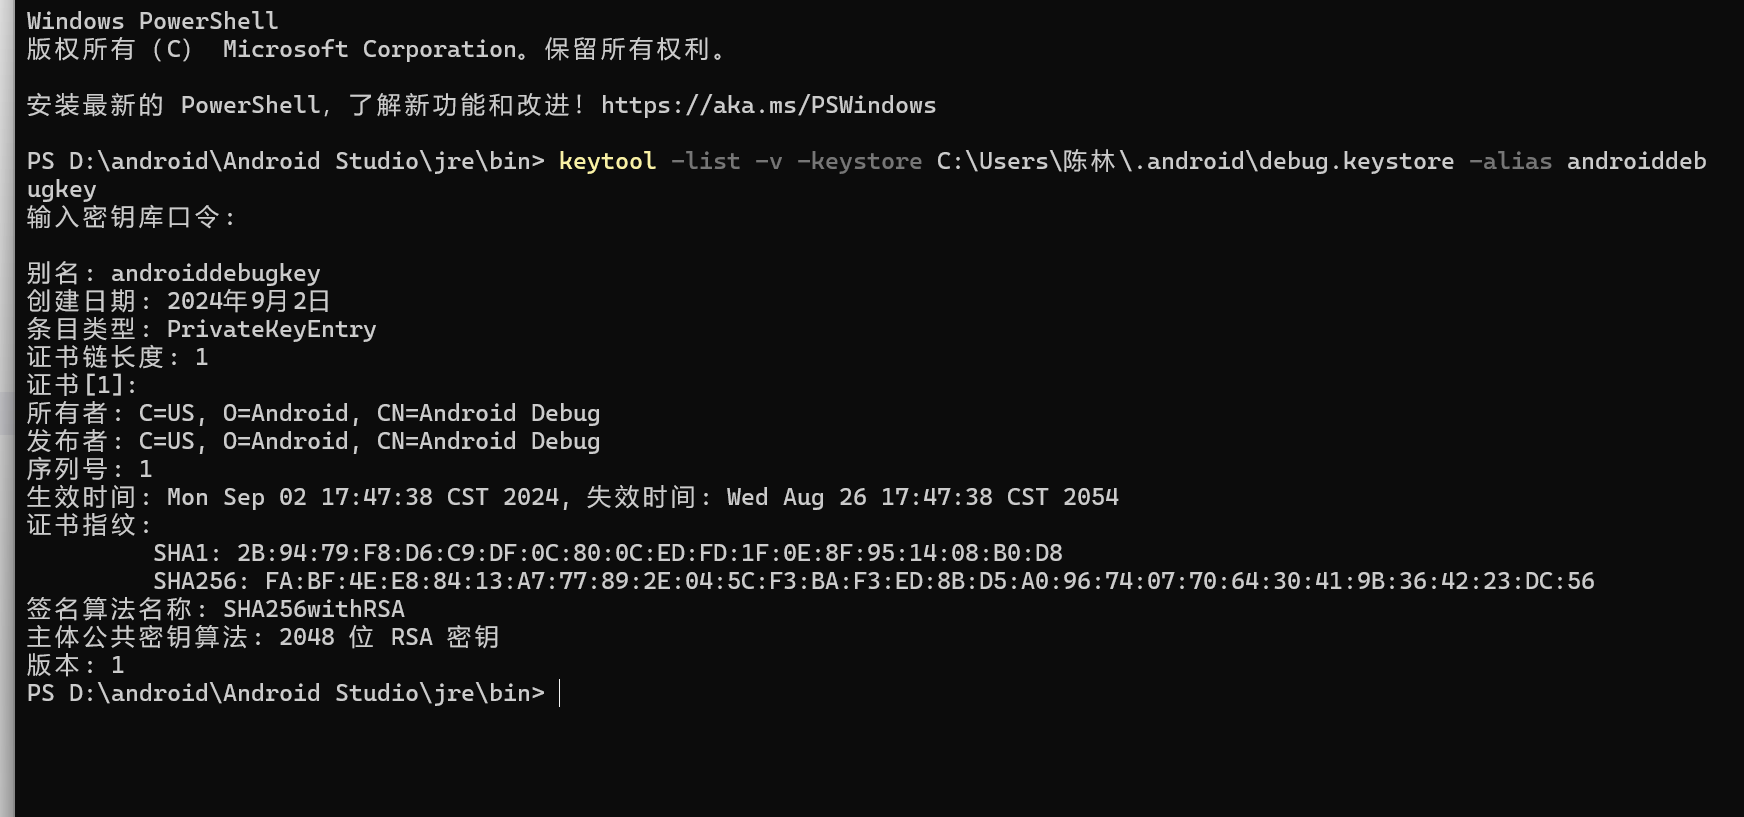 Windows PowerShell
版权所有（C） Microsoft Corporation。保留所有权利。
安装最新的 PowerShell，了解新功能和改进！https://aka.ms/PSWindows
PS D:\android\Android Studio\jre\bin> keytool -list -v -keystore C:\Users\陈林\.android\debug.keystore -alias androiddeb
ugkey
输入密钥库口令:
别名: androiddebugkey
创建日期: 2024年9月2日
条目类型: PrivateKeyEntry
证书链长度: 1
证书[1]:
所有者: C=US, O=Android, CN=Android Debug
发布者: C=US, O=Android, CN=Android Debug
序列号: 1
生效时间: Mon Sep 02 17:47:38 CST 2024, 失效时间: Wed Aug 26 17:47:38 CST 2054
证书指纹:
SHA1: 2B:94:79:F8:D6:C9:DF:0C:80:0C:ED:FD:1F:0E:8F:95:14:08:B0:D8
SHA256: FA:BF:4E:E8:84:13:A7:77:89:2E:04:5C:F3:BA:F3:ED:8B:D5:A0:96:74:07:70:64:30:41:9B:36:42:23:DC:56
签名算法名称: SHA256withRSA
主体公共密钥算法: 2048 位 RSA 密钥
版本: 1
PS D:\android\Android Studio\jre\bin>